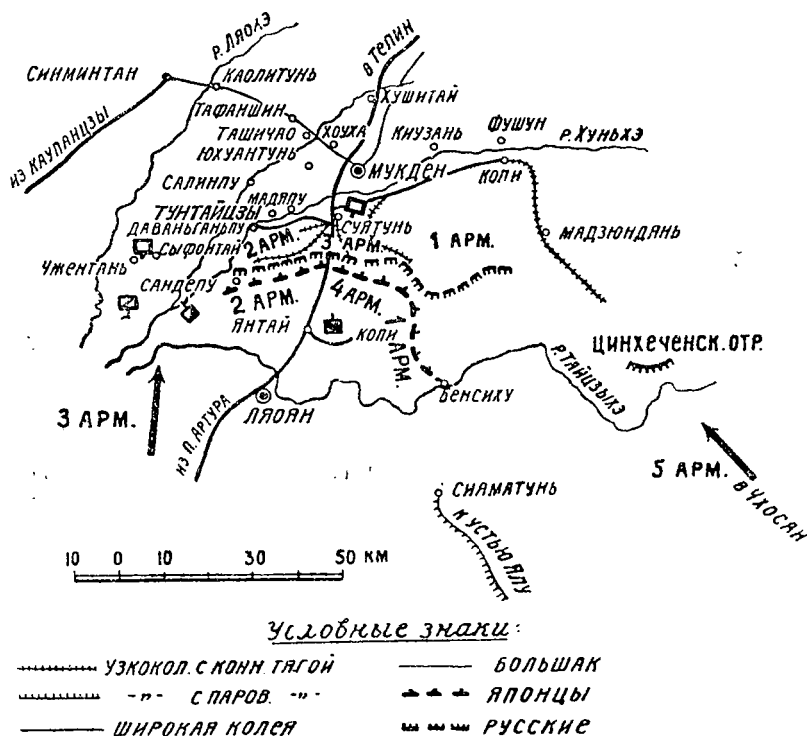 Р. ЛЯОХЭ
В ТЕЛИН
СИНМИНТАН
КАОЛИТУНЬ
ХУШИТАЙ
ТАФАНШИН
ТАШИЧАО
ХОУХА
КИУЗАНЬ
ФУШУН
Р. ХУНЬХЭ
ИЗ КАУПАНЦЗЫ
ЮХУАНТУНЬ
МУКДЕН
КОПИ
САЛИНПУ
МАДЯПУ
ТУНТАЙЦЗЫ
СУЯТУНЬ
ДАВАНЬГАНЬПУ
2 АРМ.
3 АРМ.
1 АРМ.
МАДЗЮНДАНЬ
СЫФОНТАЙ
ЧЖЕНТАНЬ
САНДЕПУ
2 АРМ.
4 АРМ.
1 АРМ.
ЯНТАЙ
КОПИ
ЦИНХЕЧЕНСК. ОТР.
Р. ТАЙЦЗЫХЭ
БЕНСИХУ
ЛЯОЯН
3 АРМ.
ИЗ П. АРТУРА
5 АРМ.
В ЧХОСАН
СИАМАТУНЬ
К УСТЬЮ ЯЛУ
10 0 10 30 50 КМ
Условные знаки:
УЗКОКОЛ. С КОНН. ТЯГОЙ
БОЛЬШАК
-"- С ПАРОВ. -"-
ЯПОНЦЫ
ШИРОКАЯ КОЛЕЯ
РУССКИЕ